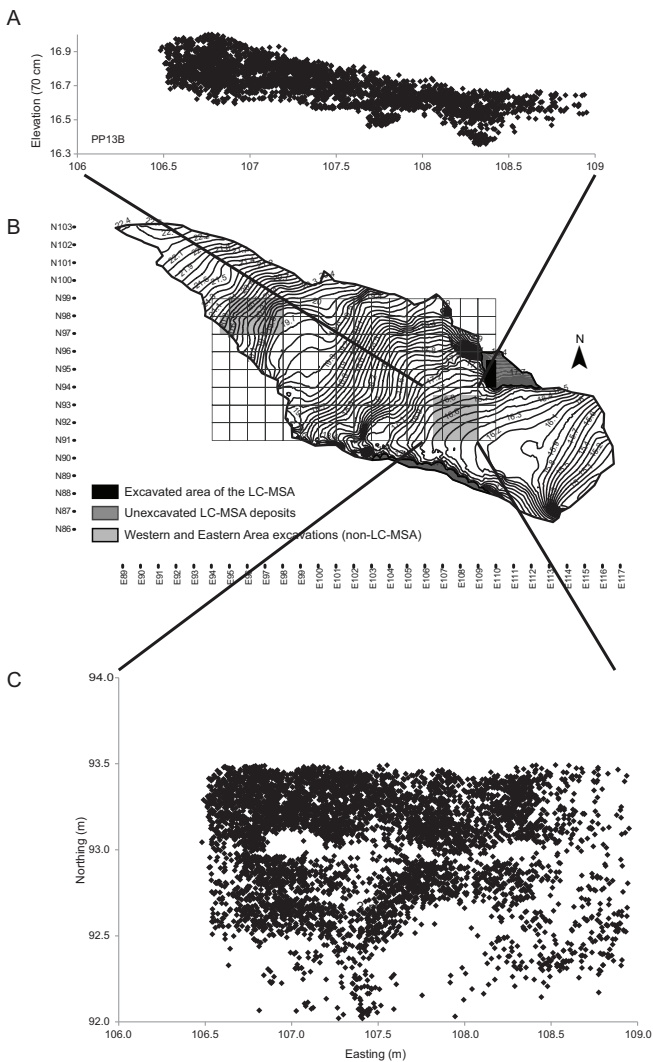 A
16.9
16.7
16.5
16.3
Elevation (70 cm)
PP13B
106
106.5
107
107.5
108
108.5
109
B
N103
N102
N101
N100
N99
N98
N97
N96
N95
N94
N93
N92
N91
N90
N89
N88
N87
N86
22.4
N
Excavated area of the LC-MSA
Unexcavated LC-MSA deposits
Western and Eastern Area excavations (non-LC-MSA)
E89
E90
E91
E92
E93
E94
E95
E96
E97
E98
E99
E100
E101
E102
E103
E104
E105
E106
E107
E108
E109
E110
E111
E112
E113
E114
E115
E116
E117
C
94.0
93.5
93.0
92.5
92.0
Northing (m)
106.0
106.5
107.0
107.5
108.0
108.5
109.0
Easting (m)